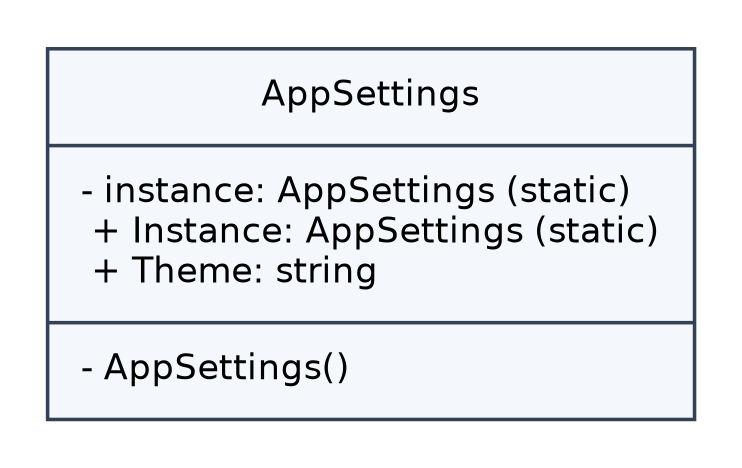 AppSettings
- instance: AppSettings (static)
+ Instance: AppSettings (static)
+ Theme: string
- AppSettings()